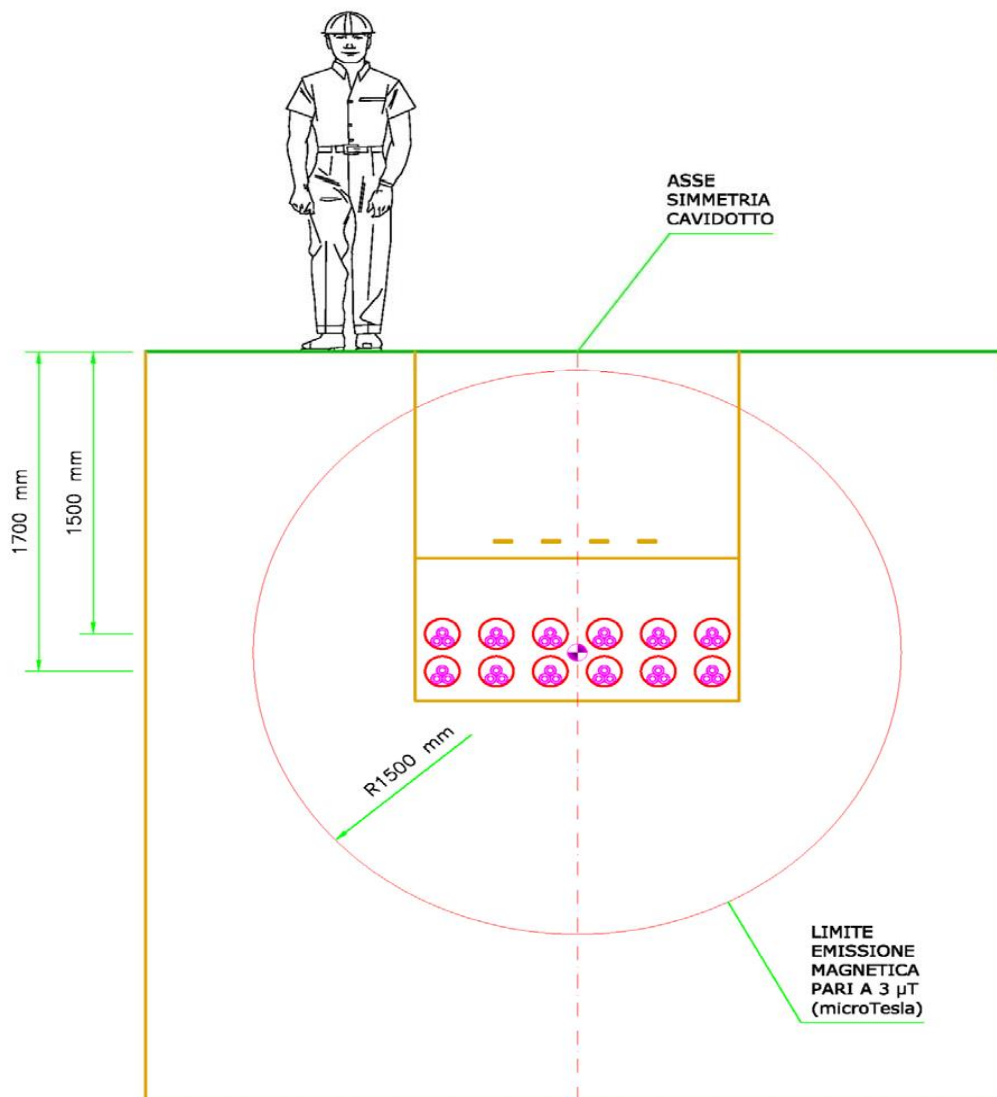 ASSE
SIMMETRIA
CAVIDOTTO
1700 mm
1500 mm
R1500 mm
LIMITE
EMISSIONE
MAGNETICA
PARI A 3 µT
(microTesla)